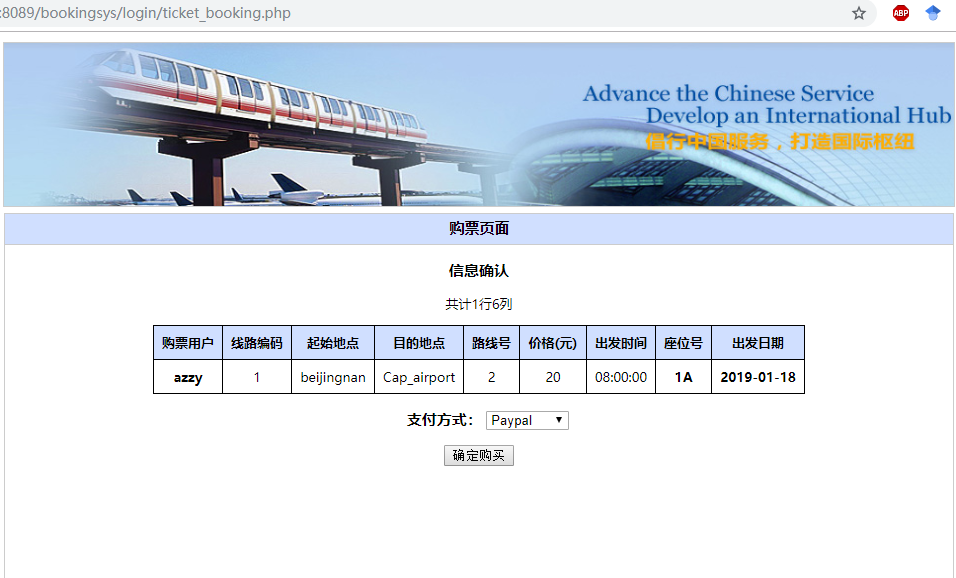 :8089/bookingsys/login/ticket_booking.php
ABP
Advance the Chinese Service
Develop an International Hub
借行中国服务，打造国际枢纽
购票页面
信息确认
共计1行6列
购票用户 线路编码 起始地点 目的地点 路线号 价格(元) 出发时间 座位号 出发日期
azzy 1 beijingnan Cap_airport 2 20 08:00:00 1A 2019-01-18
支付方式： Paypal
确定购买